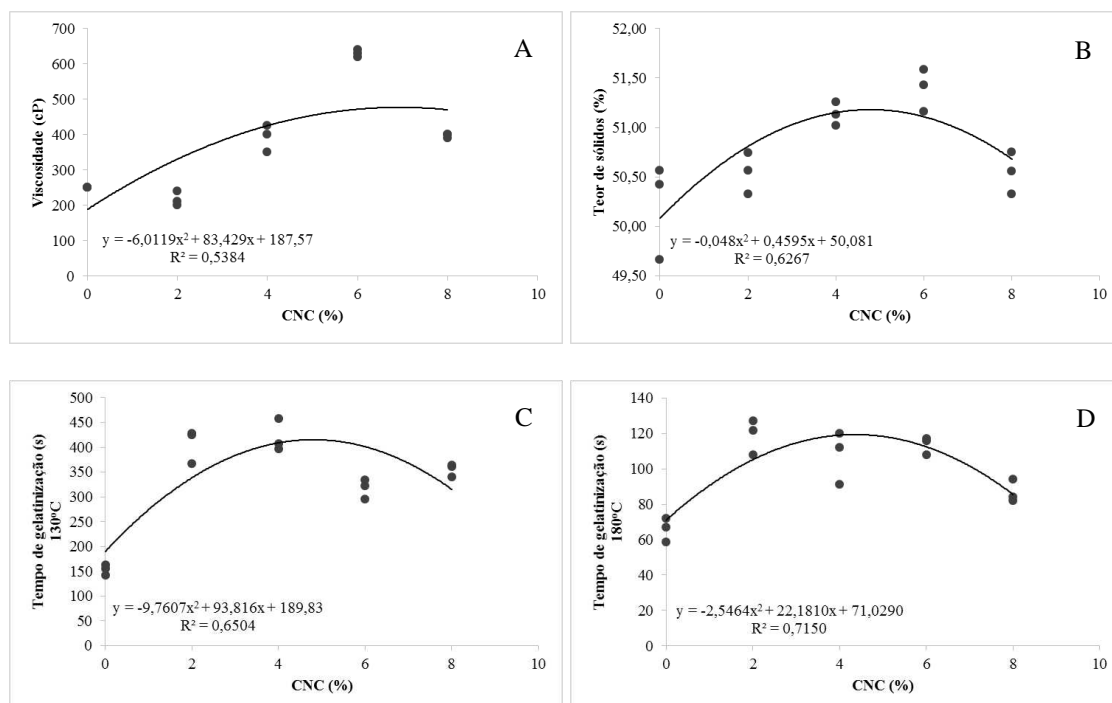 A
Viscosidade (cP)
700
600
500
400
300
200
100
0
y = -6,0119x² + 83,429x + 187,57
R² = 0,5384
0 2 4 6 8 10
CNC (%)
B
Teor de sólidos (%)
52,00
51,50
51,00
50,50
50,00
49,50
y = -0,048x² + 0,4595x + 50,081
R² = 0,6267
0 2 4 6 8 10
CNC (%)
C
Tempo de gelatinização (s)
130ºC
500
450
400
350
300
250
200
150
100
50
0
y = -9,7607x² + 93,816x + 189,83
R² = 0,6504
0 2 4 6 8 10
CNC (%)
D
Tempo de gelatinização (s)
180ºC
140
120
100
80
60
40
20
0
y = -2,5464x² + 22,1810x + 71,0290
R² = 0,7150
0 2 4 6 8 10
CNC (%)